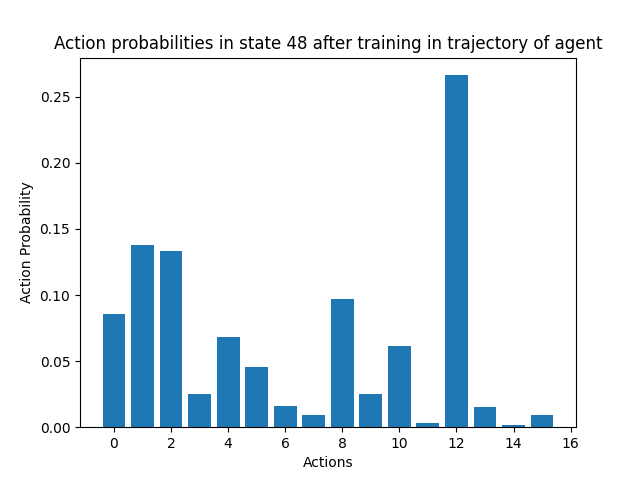 Action probabilities in state 48 after training in trajectory of agent
0.25
0.20
0.15
0.10
0.05
0.00
Action Probability
0 2 4 6 8 10 12 14 16
Actions